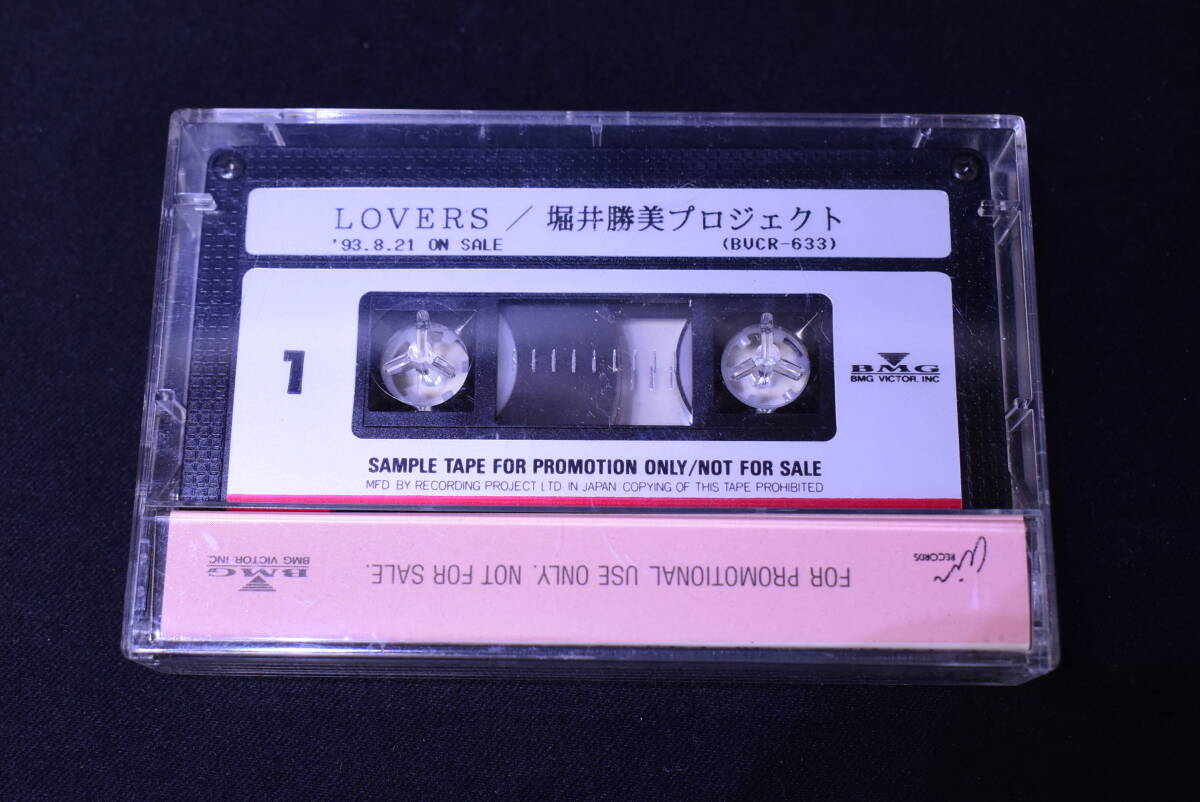 LOVERS / 堀井勝美プロジェクト
'93.8.21 ON SALE (BVCR-633)
1
BMG
BMG VICTOR. INC
SAMPLE TAPE FOR PROMOTION ONLY/NOT FOR SALE
MFD BY RECORDING PROJECT LTD IN JAPAN COPYING OF THIS TAPE PROHIBITED
RECORDS
FOR PROMOTIONAL USE ONLY. NOT FOR SALE.
BMG
BMG VICTOR. INC